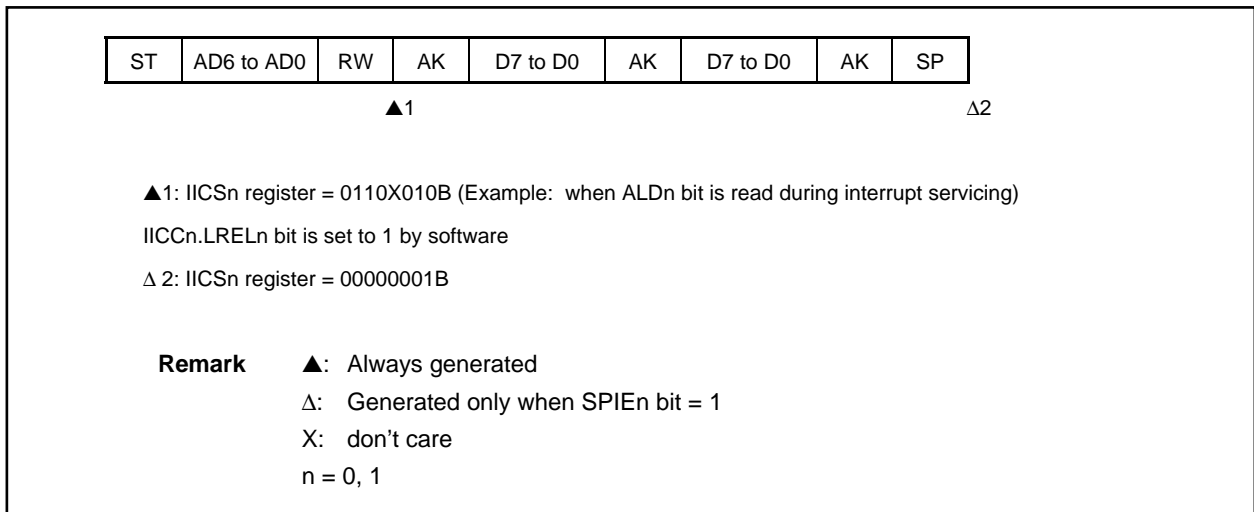 ST AD6 to AD0 RW AK D7 to D0 AK D7 to D0 AK SP
▲1 Δ2
▲1: IICSn register = 0110X010B (Example: when ALDn bit is read during interrupt servicing)
IICCn.LRELn bit is set to 1 by software
Δ 2: IICSn register = 00000001B
Remark ▲: Always generated
Δ: Generated only when SPIEn bit = 1
X: don't care
n = 0, 1